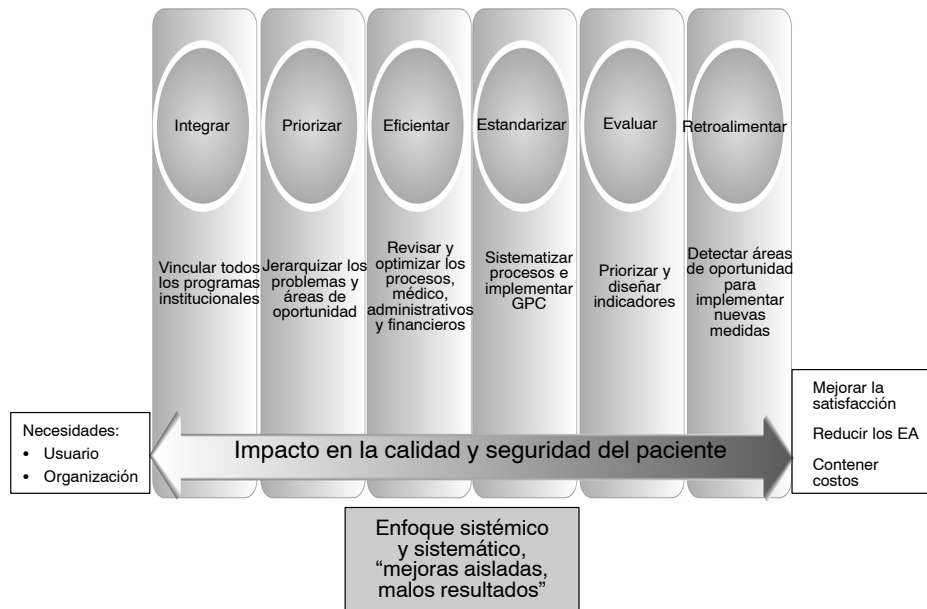 Integrar
Priorizar
Eficientar
Estandarizar
Evaluar
Retroalimentar
Vincular todos
los programas
institucionales
Jerarquizar los
problemas y
áreas de
oportunidad
Revisar y
optimizar los
procesos,
médico,
administrativos
y financieros
Sistematizar
procesos e
implementar
GPC
Priorizar y
diseñar
indicadores
Detectar áreas
de oportunidad
para
implementar
nuevas
medidas
Necesidades:
• Usuario
• Organización
Impacto en la calidad y seguridad del paciente
Mejorar la
satisfacción
Reducir los EA
Contener
costos
Enfoque sistémico
y sistemático,
“mejoras aisladas,
malos resultados”